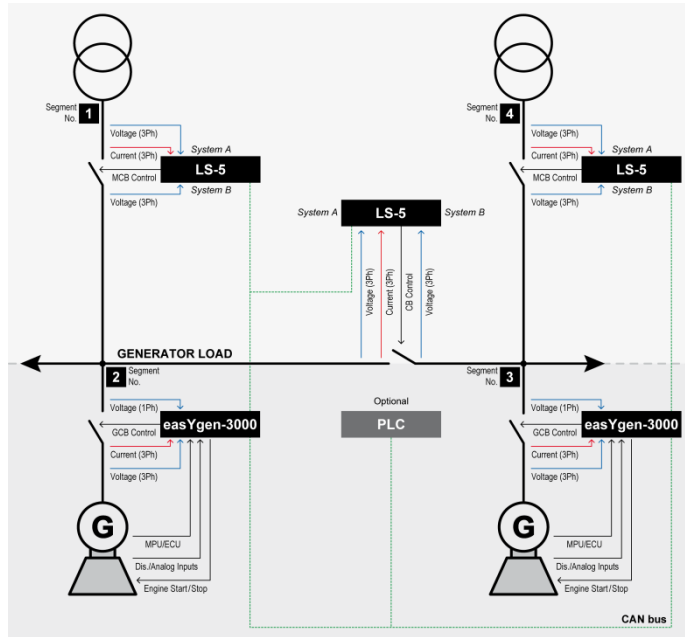 Segment
No.
1
Voltage (3Ph)
System A
Current (3Ph)
LS-5
MCB Control
System B
Voltage (3Ph)
Segment
No.
4
Voltage (3Ph)
System A
Current (3Ph)
LS-5
MCB Control
System B
Voltage (3Ph)
System A
LS-5
System B
Voltage (3Ph)
Current (3Ph)
CB Control
Voltage (3Ph)
GENERATOR LOAD
2
Segment
No.
Segment
No.
3
Voltage (1Ph)
easYgen-3000
GCB Control
Current (3Ph)
Voltage (3Ph)
G
MPU/ECU
Dis./Analog Inputs
Engine Start/Stop
Optional
PLC
Voltage (1Ph)
easYgen-3000
GCB Control
Current (3Ph)
Voltage (3Ph)
G
MPU/ECU
Dis./Analog Inputs
Engine Start/Stop
CAN bus